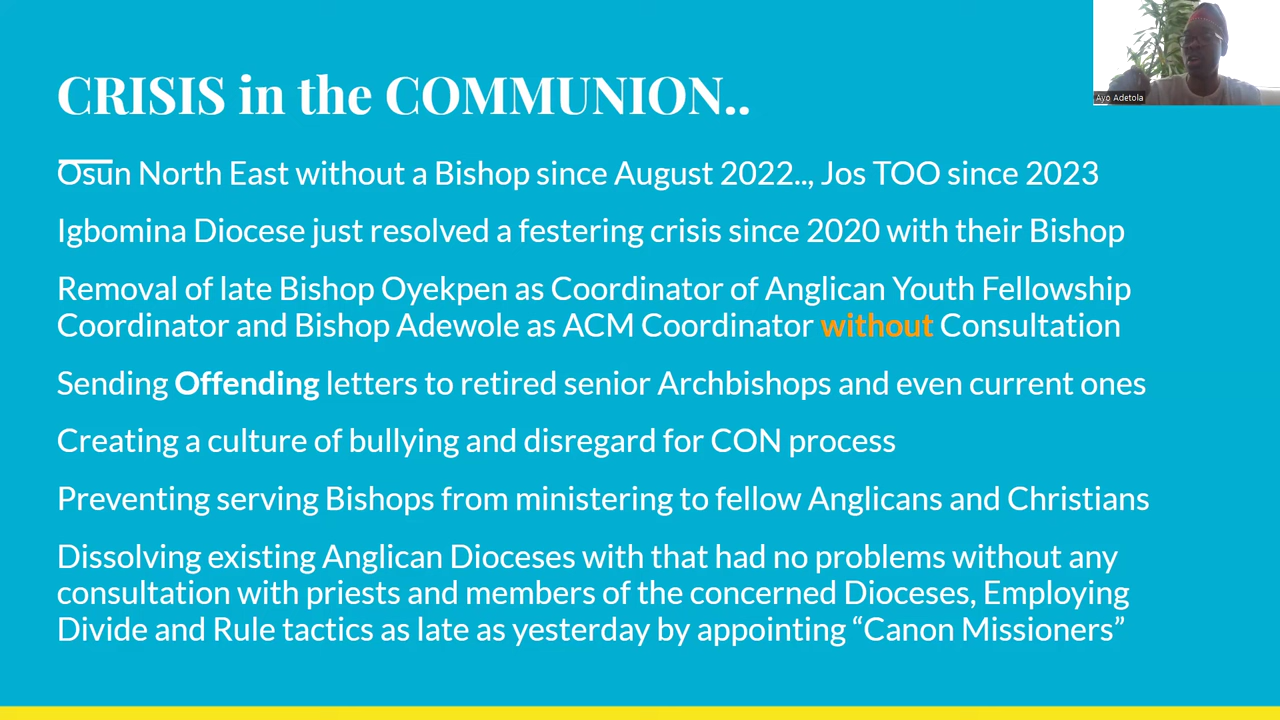 CRISIS in the COMMUNION..
Ayo Adetola
Osun North East without a Bishop since August 2022.., Jos TOO since 2023
Igbomina Diocese just resolved a festering crisis since 2020 with their Bishop
Removal of late Bishop Oyekpen as Coordinator of Anglican Youth Fellowship
Coordinator and Bishop Adewole as ACM Coordinator without Consultation
Sending Offending letters to retired senior Archbishops and even current ones
Creating a culture of bullying and disregard for CON process
Preventing serving Bishops from ministering to fellow Anglicans and Christians
Dissolving existing Anglican Dioceses with that had no problems without any
consultation with priests and members of the concerned Dioceses, Employing
Divide and Rule tactics as late as yesterday by appointing “Canon Missioners”